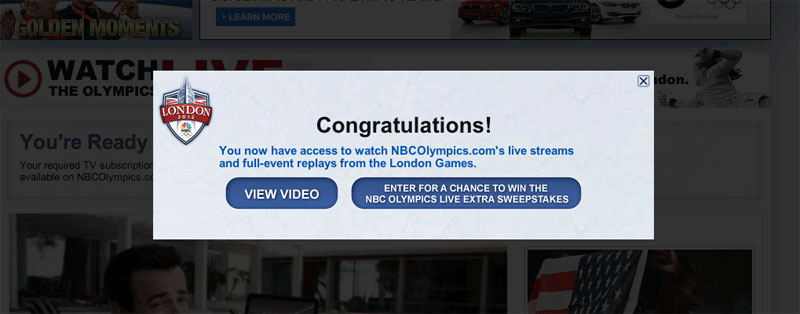 GOLDEN MOMENTS
LEARN MORE
WATCH LIVE
THE OLYMPICS
London.
LONDON
2012
Congratulations!
You now have access to watch NBCOlympics.com's live streams
and full-event replays from the London Games.
VIEW VIDEO
ENTER FOR A CHANCE TO WIN THE
NBC OLYMPICS LIVE EXTRA SWEEPSTAKES
You're Ready
Your required TV subscription
available on NBCOlympics.co